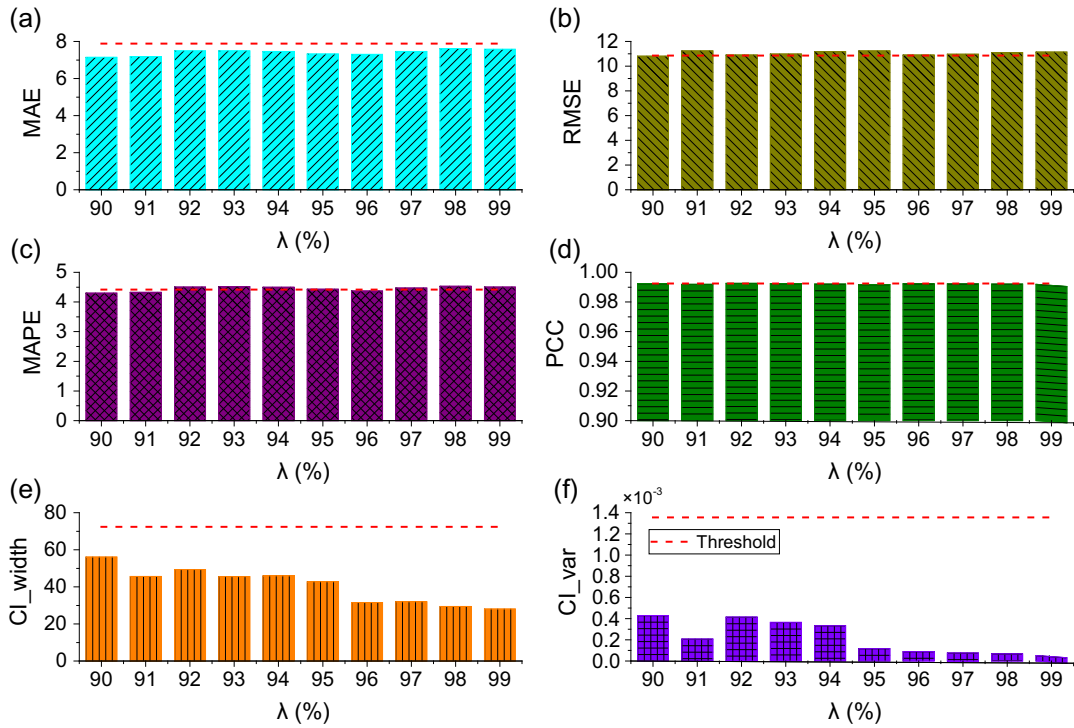 (a)
8
6
4
2
0
MAE
90 91 92 93 94 95 96 97 98 99
λ (%)
(b)
12
10
8
6
4
2
0
RMSE
90 91 92 93 94 95 96 97 98 99
λ (%)
(c)
5
4
3
2
1
0
MAPE
90 91 92 93 94 95 96 97 98 99
λ (%)
(d)
1.00
0.98
0.96
0.94
0.92
0.90
PCC
90 91 92 93 94 95 96 97 98 99
λ (%)
(e)
80
60
40
20
0
CI_width
90 91 92 93 94 95 96 97 98 99
λ (%)
(f)
×10⁻³
1.4
1.2
1.0
0.8
0.6
0.4
0.2
0.0
CI_var
Threshold
90 91 92 93 94 95 96 97 98 99
λ (%)